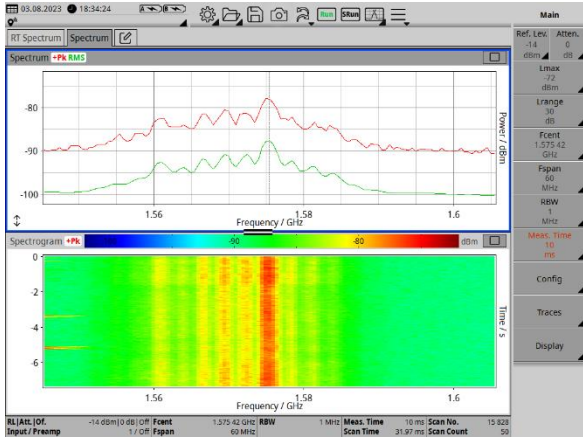 03.08.2023 18:34:24
Run SRun
RT Spectrum Spectrum
Spectrum +Pk RMS
-80
-90
-100
Power / dBm
1.56 1.58 1.6
Frequency / GHz
Spectrogram +Pk -90 -80 dBm
0
-2
-4
-6
Time / s
1.56 1.58 1.6
Frequency / GHz
RL|Att.|Of. -14 dBm|0 dB|Off Fcent 1.575 42 GHz RBW 1 MHz Meas. Time 10 ms Scan No. 15 828
Input / Preamp 1 / Off Fspan 60 MHz Scan Time 31.97 ms Scan Count 50
Main
Ref. Lev. Atten.
-14 0
dBm dB
Lmax
-72
dBm
Lrange
30
dB
Fcent
1.575 42
GHz
Fspan
60
MHz
RBW
1
MHz
Meas. Time
10
ms
Config
Traces
Display